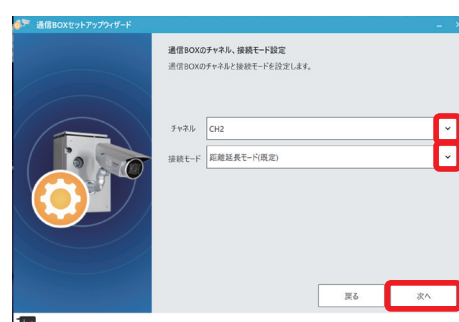 通信BOXセットアップウィザード
通信BOXのチャネル、接続モード設定
通信BOXのチャネルと接続モードを設定します。
チャネル CH2
接続モード 距離延長モード(既定)
戻る 次へ